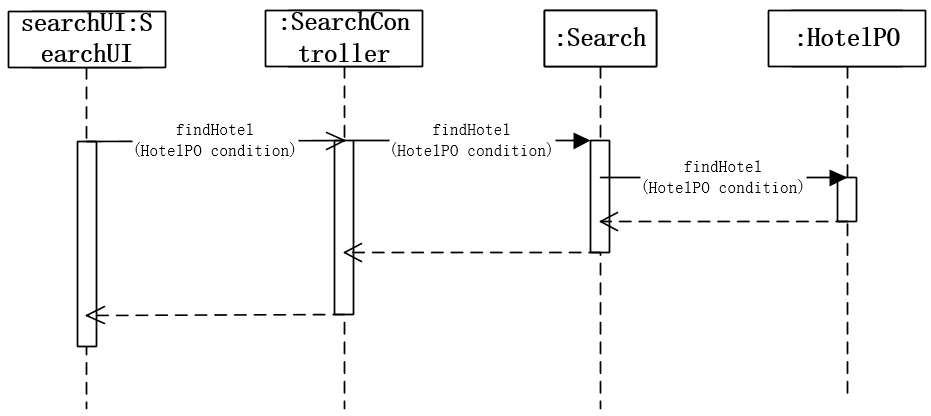 searchUI:S
earchUI
:SearchCon
troller
:Search
:HotelPO
findHotel
(HotelPO condition)
findHotel
(HotelPO condition)
findHotel
(HotelPO condition)